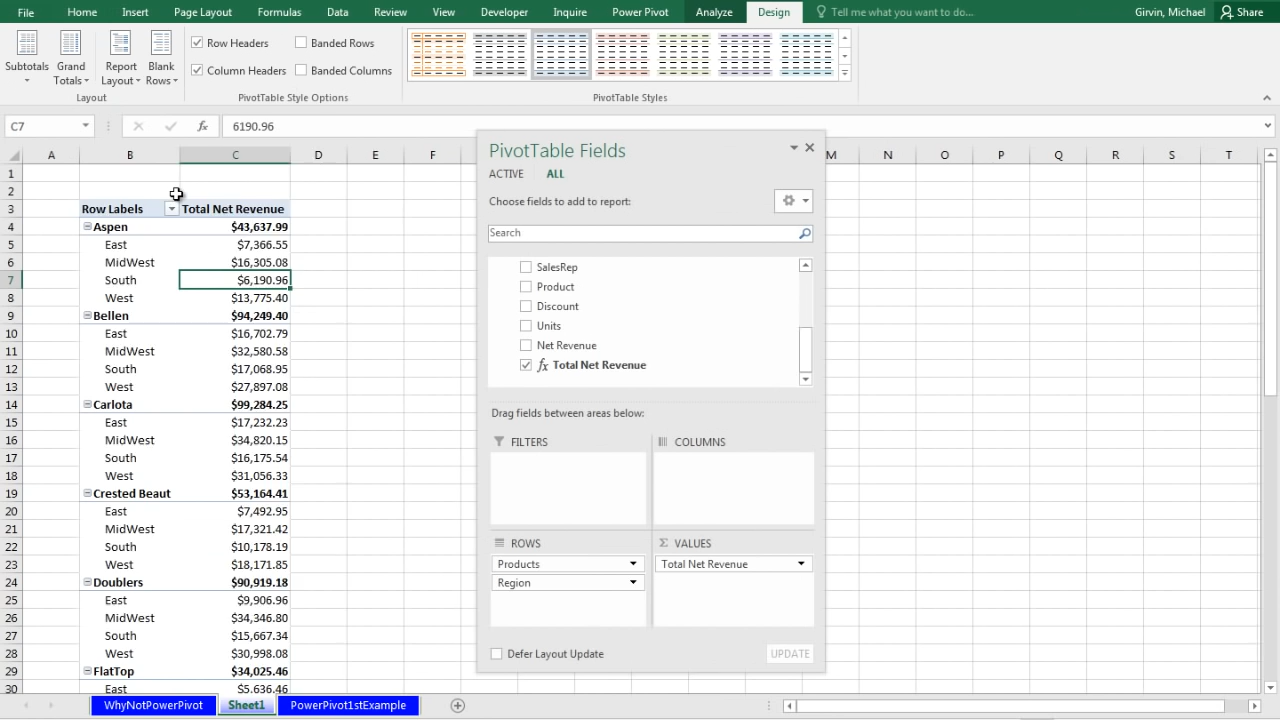 File Home Insert Page Layout Formulas Data Review View Developer Inquire Power Pivot Analyze Design Tell me what you want to do... Girvin, Michael Share
Subtotals Grand Totals Report Layout Blank Rows
Row Headers Banded Rows
Column Headers Banded Columns
Layout PivotTable Style Options PivotTable Styles
C7 fx 6190.96
A B C D E F M N O P Q R S T
1
2
3 Row Labels Total Net Revenue
4 Aspen $43,637.99
5 East $7,366.55
6 MidWest $16,305.08
7 South $6,190.96
8 West $13,775.40
9 Bellen $94,249.40
10 East $16,702.79
11 MidWest $32,580.58
12 South $17,068.95
13 West $27,897.08
14 Carlota $99,284.25
15 East $17,232.23
16 MidWest $34,820.15
17 South $16,175.54
18 West $31,056.33
19 Crested Beaut $53,164.41
20 East $7,492.95
21 MidWest $17,321.42
22 South $10,178.19
23 West $18,171.85
24 Doublers $90,919.18
25 East $9,906.96
26 MidWest $34,346.80
27 South $15,667.34
28 West $30,998.08
29 FlatTop $34,025.46
30 East $5,636.46
PivotTable Fields
ACTIVE ALL
Choose fields to add to report:
Search
SalesRep
Product
Discount
Units
Net Revenue
fx Total Net Revenue
Drag fields between areas below:
FILTERS COLUMNS
ROWS Σ VALUES
Products Total Net Revenue
Region
Defer Layout Update UPDATE
WhyNotPowerPivot Sheet1 PowerPivot1stExample